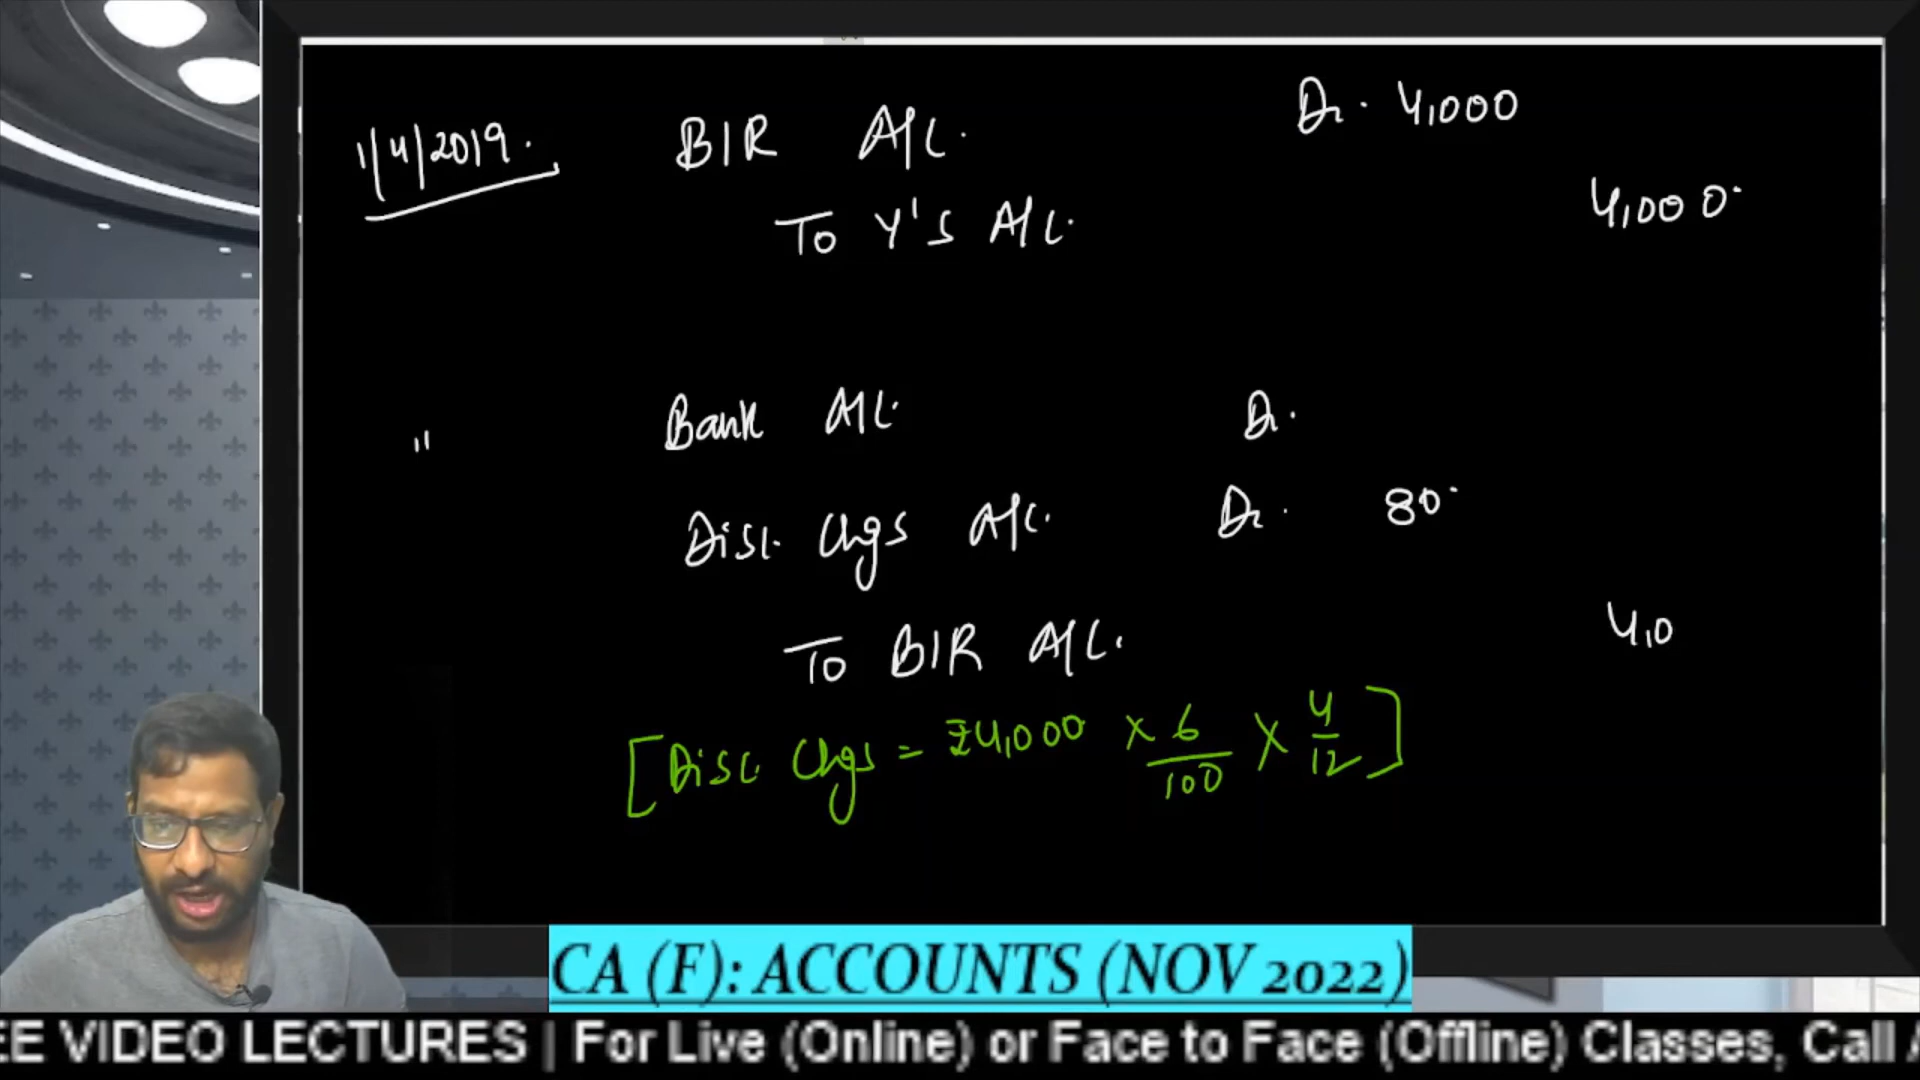 1/4/2019. B/R A/c. Dr. 4,000
To Y's A/c. 4,000
" Bank A/c. Dr.
Disc. Chgs A/c. Dr. 80
To B/R A/c. 4,0
[Disc. Chgs = ₹4,000 × 6/100 × 4/12]
CA (F): ACCOUNTS (NOV 2022)
EE VIDEO LECTURES | For Live (Online) or Face to Face (Offline) Classes, Call /